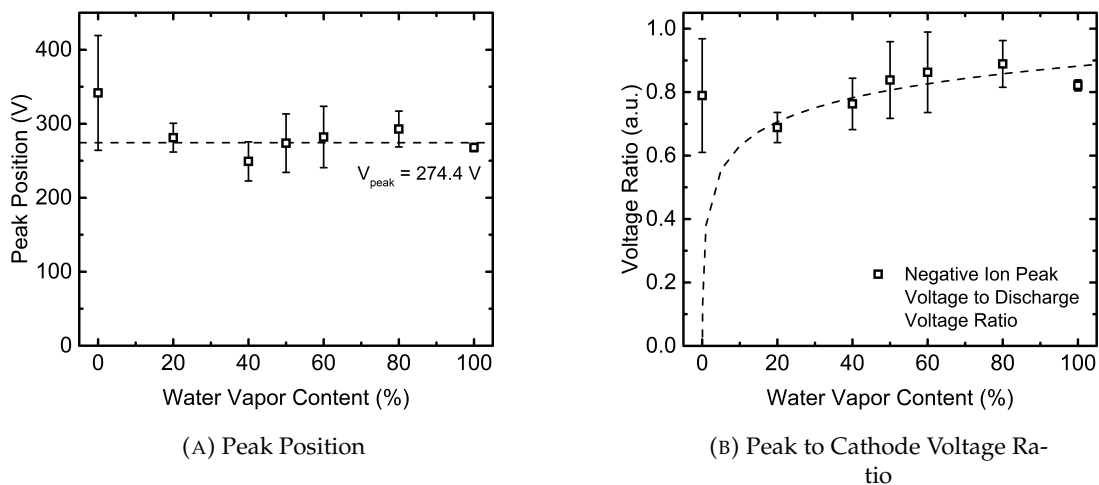 400
300
200
100
0
Peak Position (V)
V_peak = 274.4 V
0 20 40 60 80 100
Water Vapor Content (%)
(A) Peak Position
1.0
0.8
0.6
0.4
0.2
0.0
Voltage Ratio (a.u.)
Negative Ion Peak
Voltage to Discharge
Voltage Ratio
0 20 40 60 80 100
Water Vapor Content (%)
(B) Peak to Cathode Voltage Ra-
tio